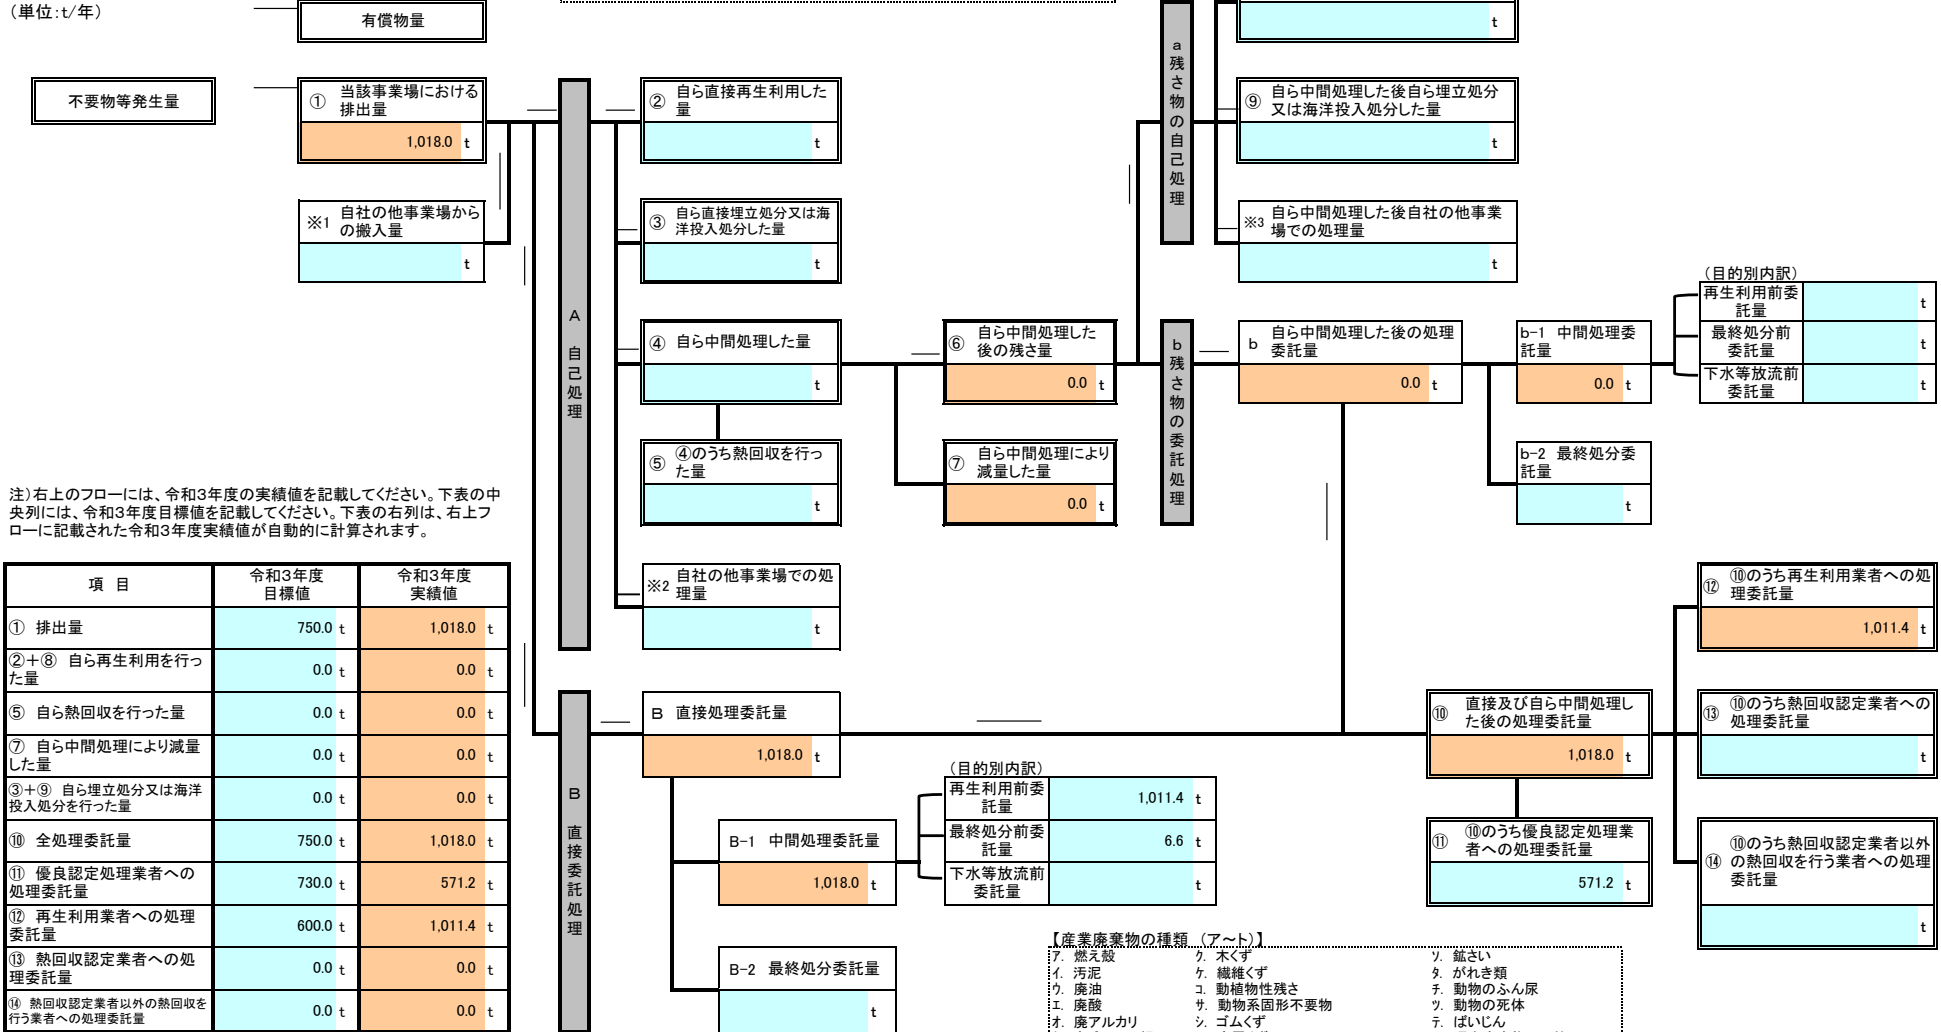 （単位：t/年）
有償物量
t
不要物等発生量
① 当該事業場における
排出量
1,018.0 t
② 自ら直接再生利用した
量
t
a
残
さ
物
の
自
己
処
理
⑨ 自ら中間処理した後自ら埋立処分
又は海洋投入処分した量
t
※1 自社の他事業場から
の搬入量
t
③ 自ら直接埋立処分又は海
洋投入処分した量
t
※3 自ら中間処理した後自社の他事業
場での処理量
t
A
自
己
処
理
④ 自ら中間処理した量
t
⑥ 自ら中間処理した
後の残さ量
0.0 t
b
残
さ
物
の
委
託
処
理
b 自ら中間処理した後の処理
委託量
0.0 t
b-1 中間処理委
託量
0.0 t
（目的別内訳）
再生利用前委
託量
t
最終処分前
委託量
t
下水等放流前
委託量
t
⑤ ④のうち熱回収を行っ
た量
t
⑦ 自ら中間処理により
減量した量
0.0 t
b-2 最終処分委
託量
t
注）右上のフローには、令和3年度の実績値を記載してください。下表の中
央列には、令和3年度目標値を記載してください。下表の右列は、右上フ
ローに記載された令和3年度実績値が自動的に計算されます。
※2 自社の他事業場での処
理量
t
項 目 令和3年度
目標値 令和3年度
実績値
① 排出量 750.0 t 1,018.0 t
②＋⑧ 自ら再生利用を行っ
た量 0.0 t 0.0 t
⑤ 自ら熱回収を行った量 0.0 t 0.0 t
⑦ 自ら中間処理により減量
した量 0.0 t 0.0 t
③＋⑨ 自ら埋立処分又は海洋
投入処分を行った量 0.0 t 0.0 t
⑩ 全処理委託量 750.0 t 1,018.0 t
⑪ 優良認定処理業者への
処理委託量 730.0 t 571.2 t
⑫ 再生利用業者への処理
委託量 600.0 t 1,011.4 t
⑬ 熱回収認定業者への処
理委託量 0.0 t 0.0 t
⑭ 熱回収認定業者以外の熱回収を
行う業者への処理委託量 0.0 t 0.0 t
B
直
接
委
託
処
理
B 直接処理委託量
1,018.0 t
B-1 中間処理委託量
1,018.0 t
（目的別内訳）
再生利用前委
託量
1,011.4 t
最終処分前委
託量
6.6 t
下水等放流前
委託量
B-2 最終処分委託量
t
⑩ 直接及び自ら中間処理し
た後の処理委託量
1,018.0 t
⑪ ⑩のうち優良認定処理業
者への処理委託量
571.2 t
⑫ ⑩のうち再生利用業者への処
理委託量
1,011.4 t
⑬ ⑩のうち熱回収認定業者への
処理委託量
t
⑭ ⑩のうち熱回収認定業者以外
の熱回収を行う業者への処理
委託量
t
【産業廃棄物の種類 （ア～ト）】
ア. 燃え殻 ク. 木くず ソ. 鉱さい
イ. 汚泥 ケ. 繊維くず タ. がれき類
ウ. 廃油 コ. 動植物性残さ チ. 動物のふん尿
エ. 廃酸 サ. 動物系固形不要物 ツ. 動物の死体
オ. 廃アルカリ シ. ゴムくず テ. ばいじん